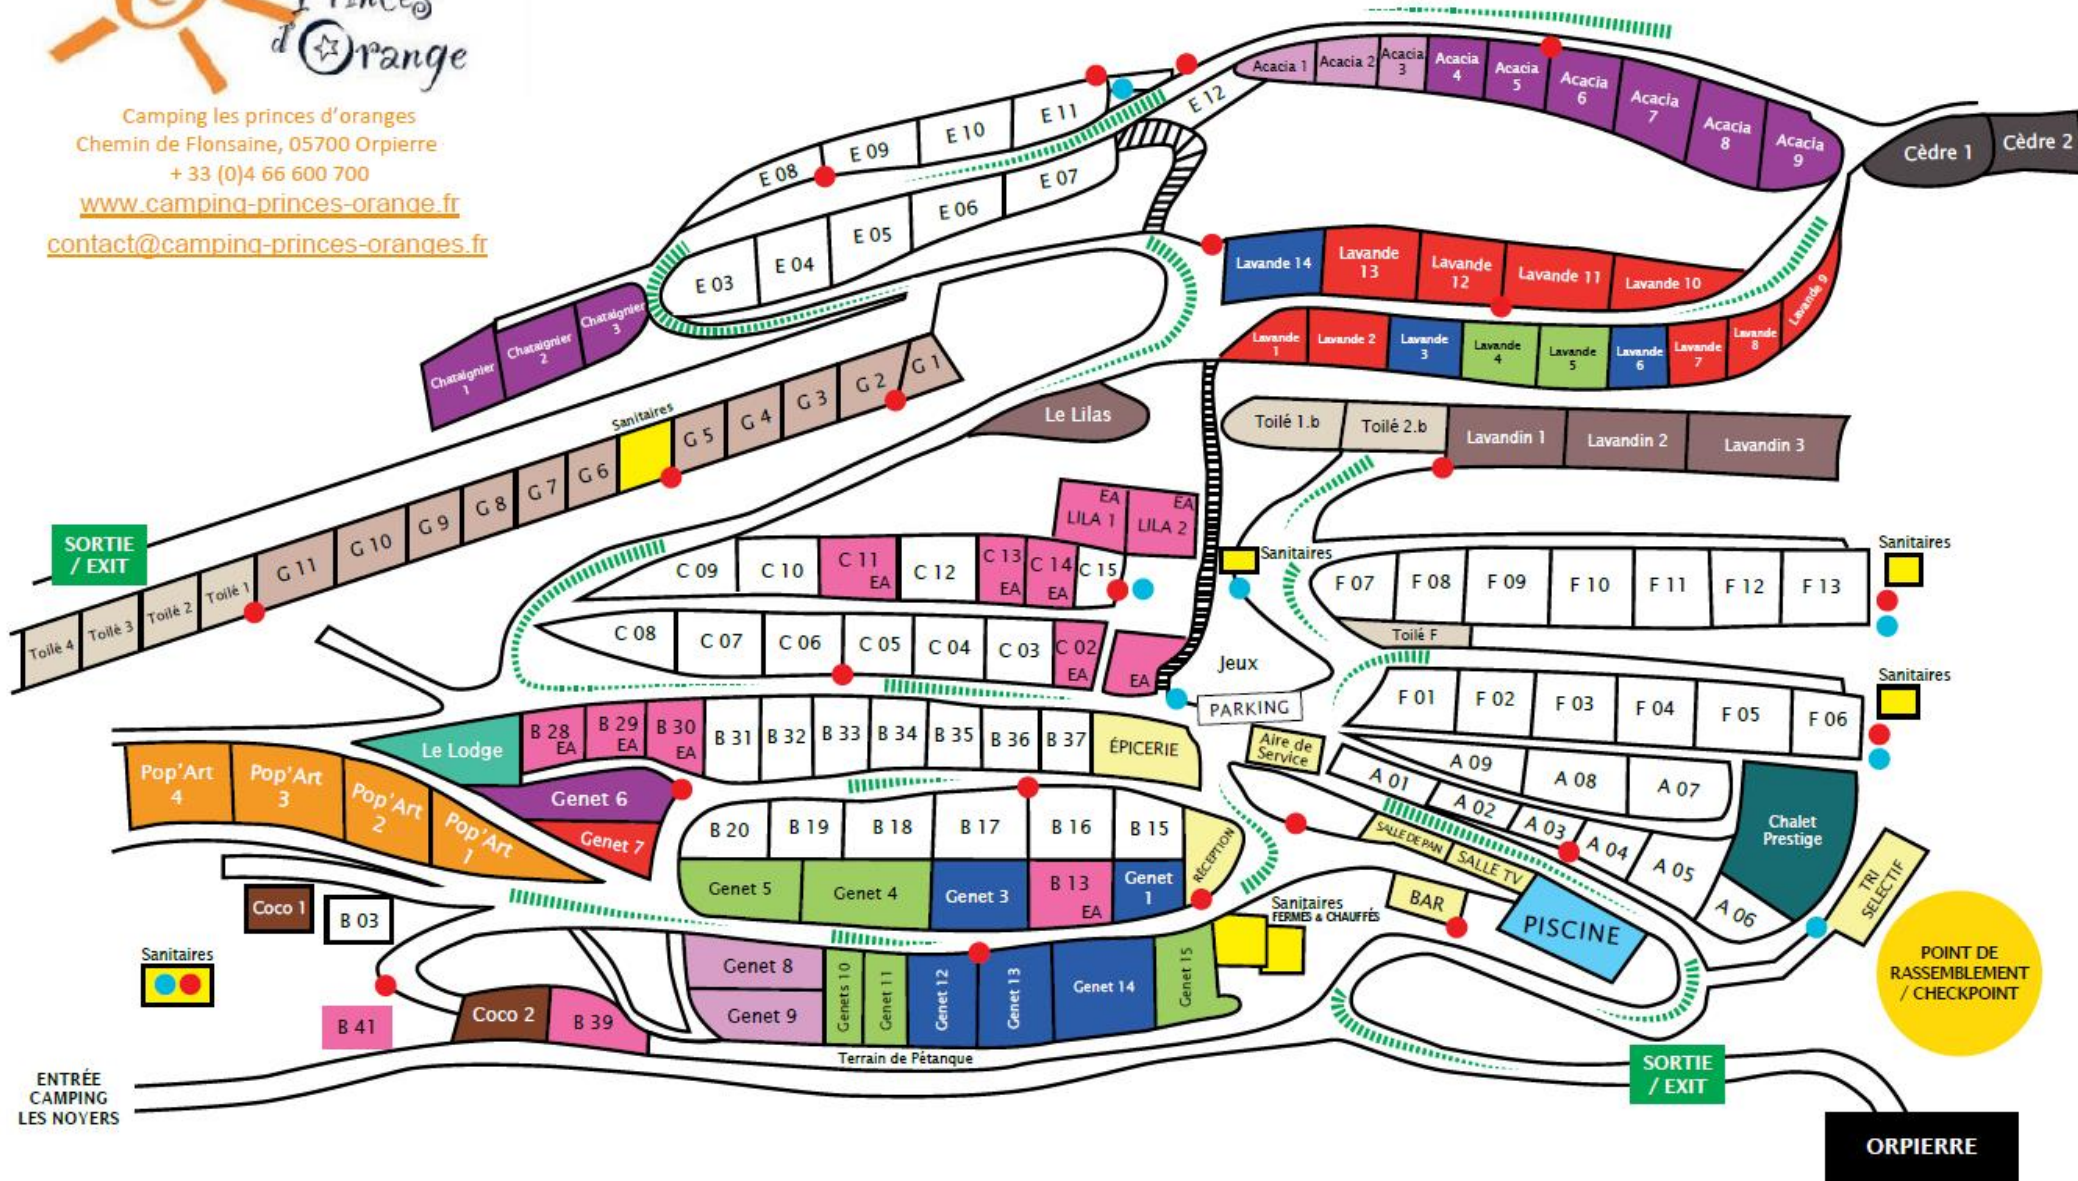 Princes
d'Orange
Camping les princes d'oranges
Chemin de Flonsaine, 05700 Orpierre
+ 33 (0)4 66 600 700
www.camping-princes-orange.fr
contact@camping-princes-oranges.fr
Acacia 1
Acacia 2
Acacia 3
Acacia 4
Acacia 5
Acacia 6
Acacia 7
Acacia 8
Acacia 9
Cèdre 1
Cèdre 2
E 08
E 09
E 10
E 11
E 12
E 03
E 04
E 05
E 06
E 07
Chataignier 1
Chataignier 2
Chataignier 3
Lavande 14
Lavande 13
Lavande 12
Lavande 11
Lavande 10
Lavande 1
Lavande 2
Lavande 3
Lavande 4
Lavande 5
Lavande 6
Lavande 7
Lavande 8
Lavande 9
Sanitaires
G 1
G 2
G 3
G 4
G 5
G 6
G 7
G 8
G 9
G 10
G 11
Toilé 1
Toilé 2
Toilé 3
Toilé 4
SORTIE
/ EXIT
Le Lilas
Toilé 1.b
Toilé 2.b
Lavandin 1
Lavandin 2
Lavandin 3
EA
LILA 1
EA
LILA 2
C 09
C 10
C 11
EA
C 12
C 13
EA
C 14
EA
C 15
Sanitaires
F 07
F 08
F 09
F 10
F 11
F 12
F 13
Sanitaires
Toilé F
C 08
C 07
C 06
C 05
C 04
C 03
C 02
EA
EA
Jeux
PARKING
F 01
F 02
F 03
F 04
F 05
F 06
Sanitaires
Le Lodge
B 28
EA
B 29
EA
B 30
EA
B 31
B 32
B 33
B 34
B 35
B 36
B 37
ÉPICERIE
Aire de
Service
A 09
A 08
A 07
A 01
A 02
A 03
A 04
A 05
A 06
Chalet
Prestige
Pop'Art
4
Pop'Art
3
Pop'Art
2
Pop'Art
1
Genet 6
Genet 7
B 20
B 19
B 18
B 17
B 16
B 15
RÉCEPTION
Genet 5
Genet 4
Genet 3
B 13
EA
Genet
1
SALLE DE PAN
SALLE TV
BAR
PISCINE
TRI
SELECTIF
Coco 1
B 03
Sanitaires
FERMES & CHAUFFÉS
Sanitaires
B 41
Coco 2
B 39
Genet 8
Genet 9
Genets 10
Genet 11
Genet 12
Genet 13
Genet 14
Genet 15
Terrain de Pétanque
POINT DE
RASSEMBLEMENT
/ CHECKPOINT
SORTIE
/ EXIT
ENTRÉE
CAMPING
LES NOYERS
ORPIERRE